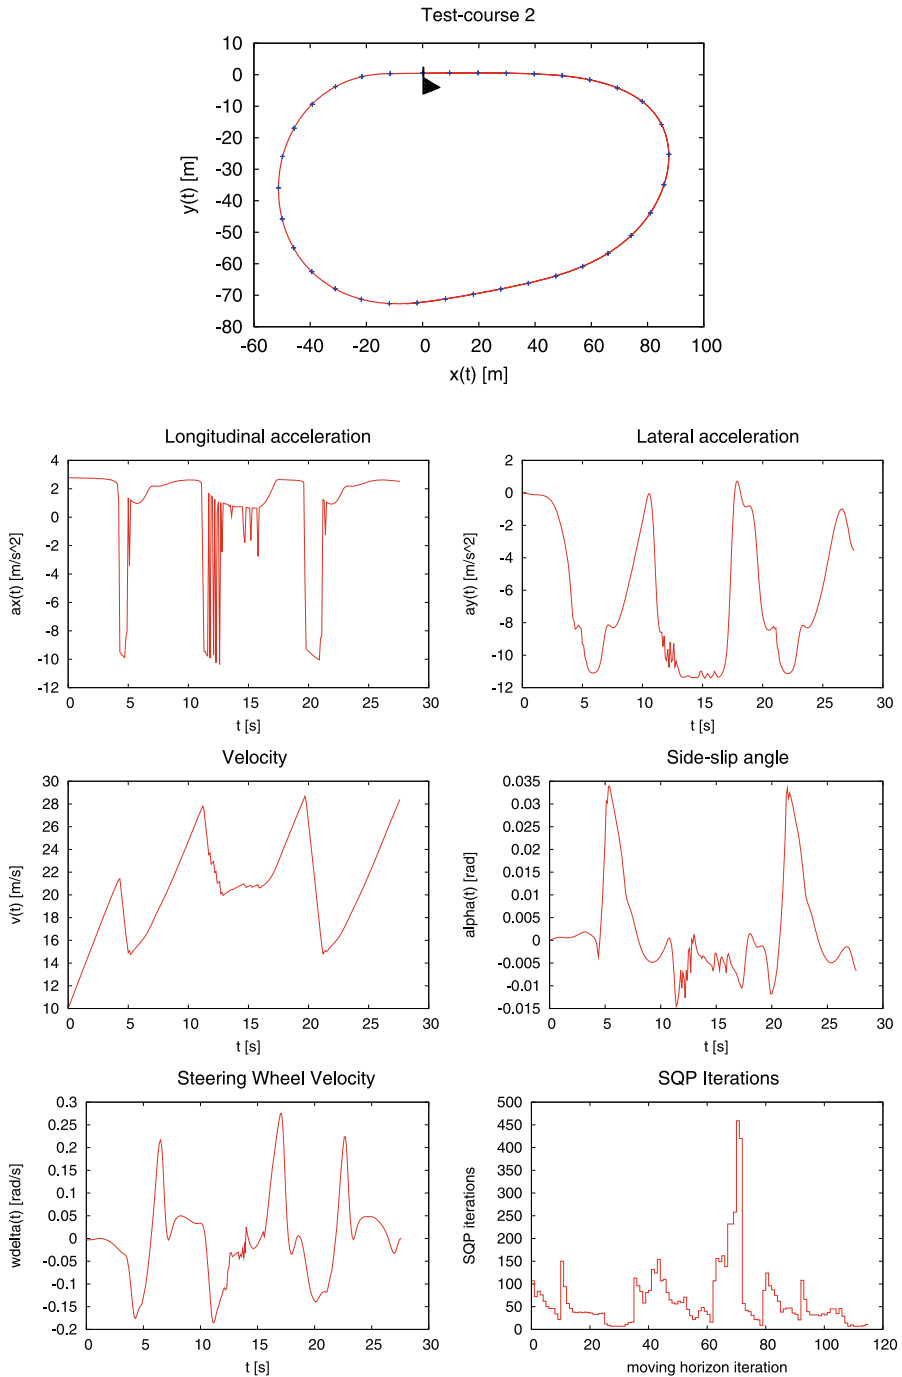 Test-course 2
10
0
-10
-20
-30
-40
-50
-60
-70
-80
y(t) [m]
-60 -40 -20 0 20 40 60 80 100
x(t) [m]
Longitudinal acceleration
4
2
0
-2
-4
-6
-8
-10
-12
ax(t) [m/s^2]
0 5 10 15 20 25 30
t [s]
Lateral acceleration
2
0
-2
-4
-6
-8
-10
-12
ay(t) [m/s^2]
0 5 10 15 20 25 30
t [s]
Velocity
30
28
26
24
22
20
18
16
14
12
10
v(t) [m/s]
0 5 10 15 20 25 30
t [s]
Side-slip angle
0.035
0.03
0.025
0.02
0.015
0.01
0.005
0
-0.005
-0.01
-0.015
alpha(t) [rad]
0 5 10 15 20 25 30
t [s]
Steering Wheel Velocity
0.3
0.25
0.2
0.15
0.1
0.05
0
-0.05
-0.1
-0.15
-0.2
wdelta(t) [rad/s]
0 5 10 15 20 25 30
t [s]
SQP Iterations
500
450
400
350
300
250
200
150
100
50
0
SQP iterations
0 20 40 60 80 100 120
moving horizon iteration